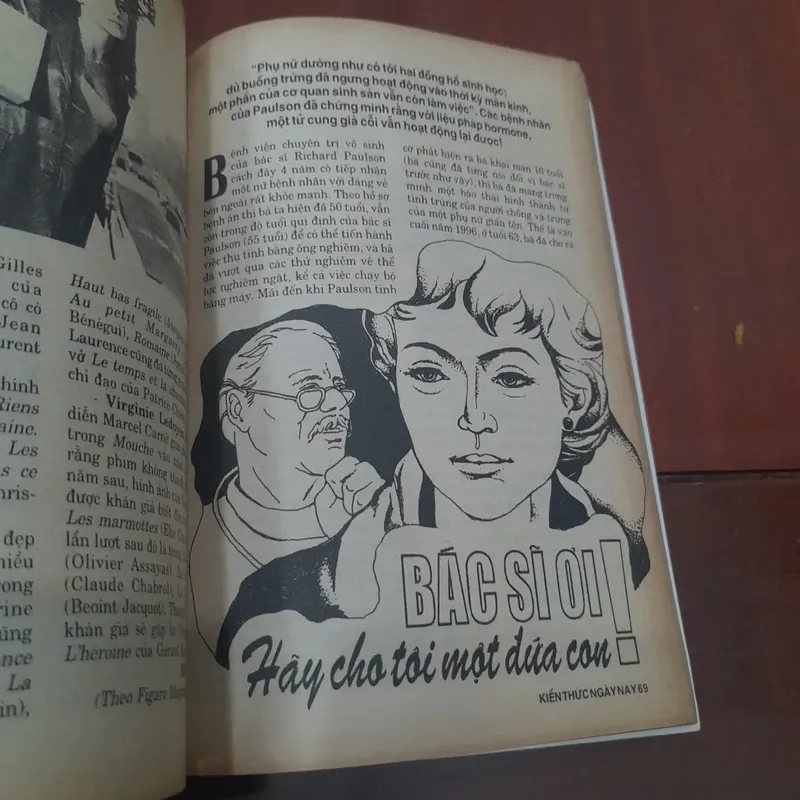 Gilles
của
cô có
Jean
urent
hính
Riens
aine.
Les
s ce
hris-
đẹp
hiều
rong
rine
ũng
ance
La
in),
Haut bas fragile
Au petit
Bénégui), Romaine
Laurence cũng đã từng
vở Le temps et la
chỉ đạo của Patrice
- Virginie Ledoyen
diễn Marcel Carné
trong Mouche vào
rằng phim không
năm sau, hình ảnh của
được khán giả biết đến
Les marmottes (Elie
lần lượt sau đó là trong
(Olivier Assayas),
(Claude Chabrol),
(Beoint Jacquot),
khán giả sẽ gặp lại
L'héroine của Gérard
(Theo Figaro
"Phụ nữ dường như có tới hai đồng hồ sinh học:
dù buồng trứng đã ngưng hoạt động vào thời kỳ mãn kinh,
một phần của cơ quan sinh sản vẫn còn làm việc". Các bệnh nhân
của Paulson đã chứng minh rằng với liệu pháp hormone,
một tử cung già cỗi vẫn hoạt động lại được!
Bệnh viện chuyên trị vô sinh
của bác sĩ Richard Paulson
cách đây 4 năm có tiếp nhận
một nữ bệnh nhân với dáng vẻ
bên ngoài rất khỏe mạnh. Theo hồ sơ
bệnh án thì bà ta hiện đã 50 tuổi, vẫn
còn trong độ tuổi qui định của bác sĩ
Paulson (55 tuổi) để có thể tiến hành
việc thụ tinh bằng ống nghiệm, và bà
đã vượt qua các thử nghiệm về thể
lực nghiêm ngặt, kể cả việc chạy bộ
bằng máy. Mãi đến khi Paulson tình
cờ phát hiện ra bà khai man 10 tuổi
(bà cũng đã từng nói dối vị bác sĩ
trước như vậy), thì bà đã mang trong
mình một bào thai hình thành từ
tinh trùng của người chồng và trứng
của một phụ nữ giấu tên. Thế là vào
cuối năm 1996, ở tuổi 63, bà đã cho ra
BÁC SĨ ƠI!
Hãy cho tôi một đứa con
KIẾN THỨC NGÀY NAY 69